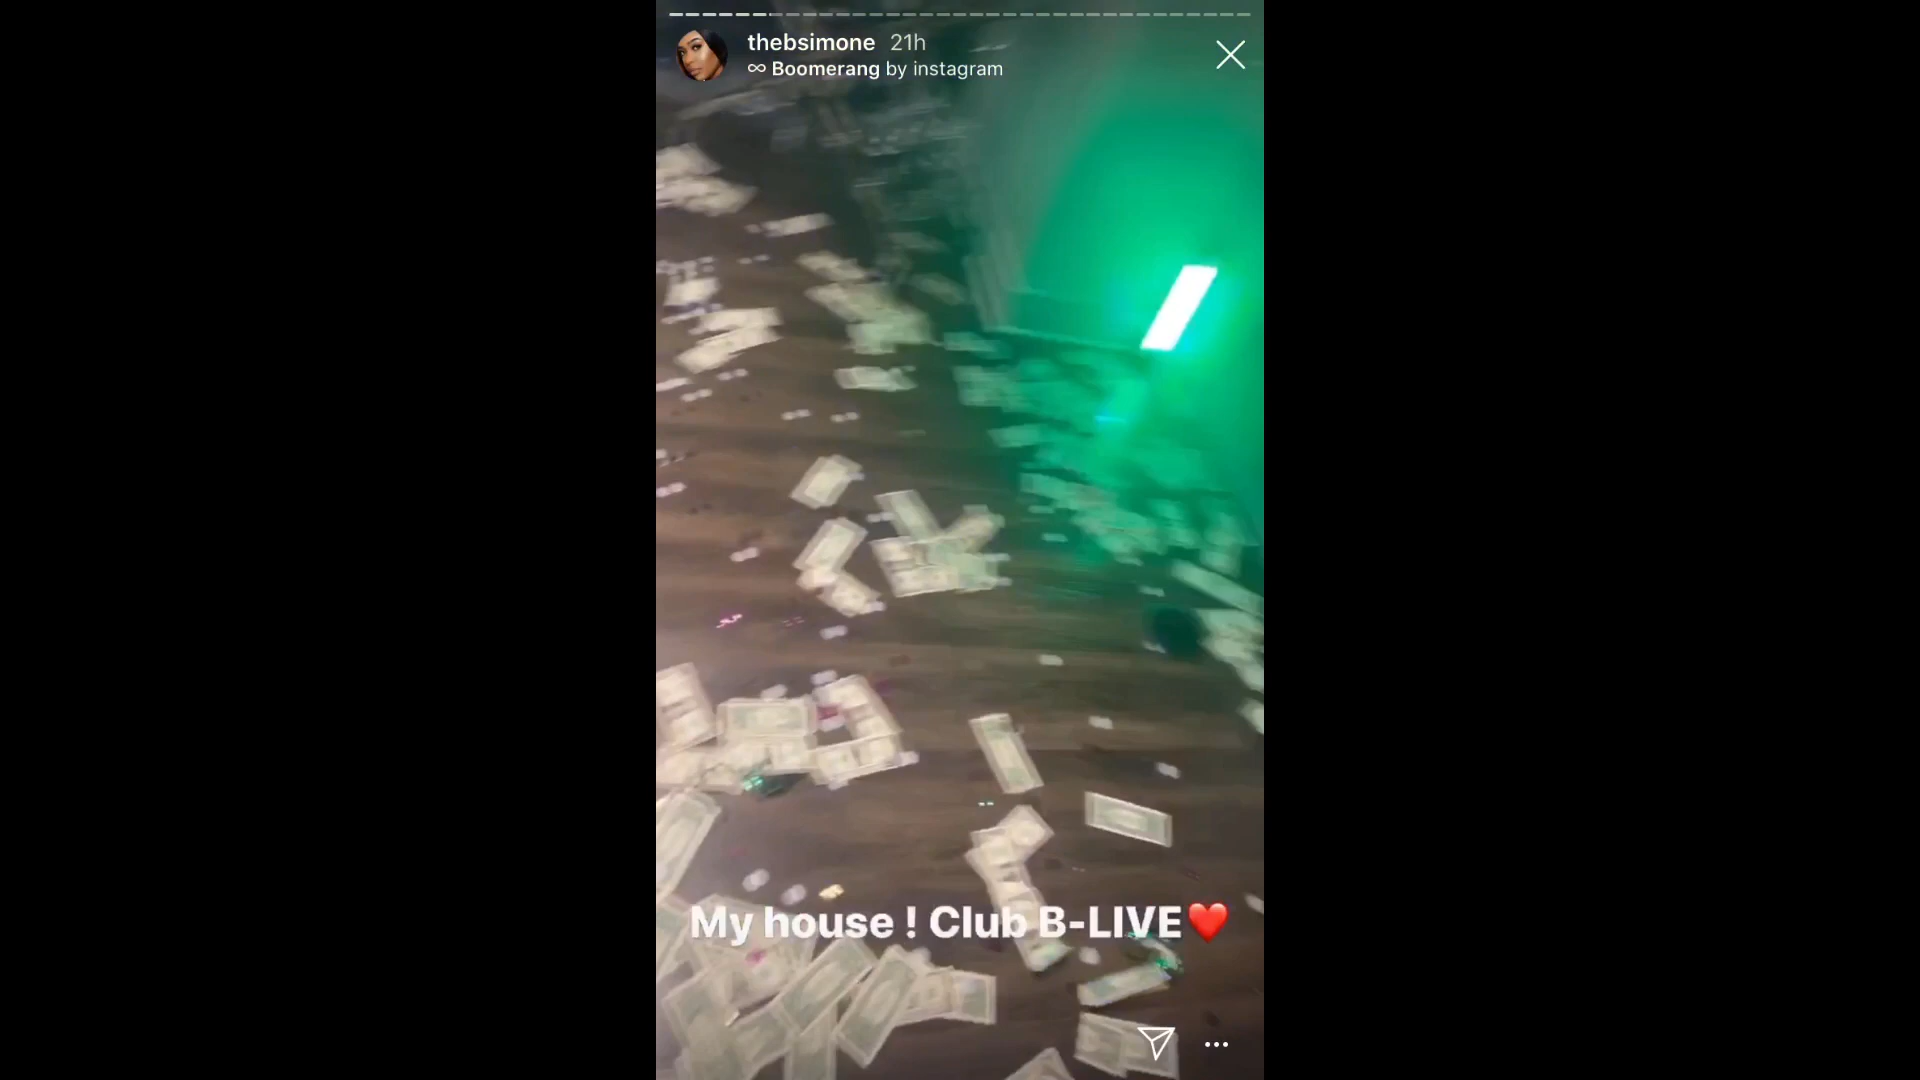 thebsimone 21h
∞ Boomerang by instagram
My house ! Club B-LIVE❤️